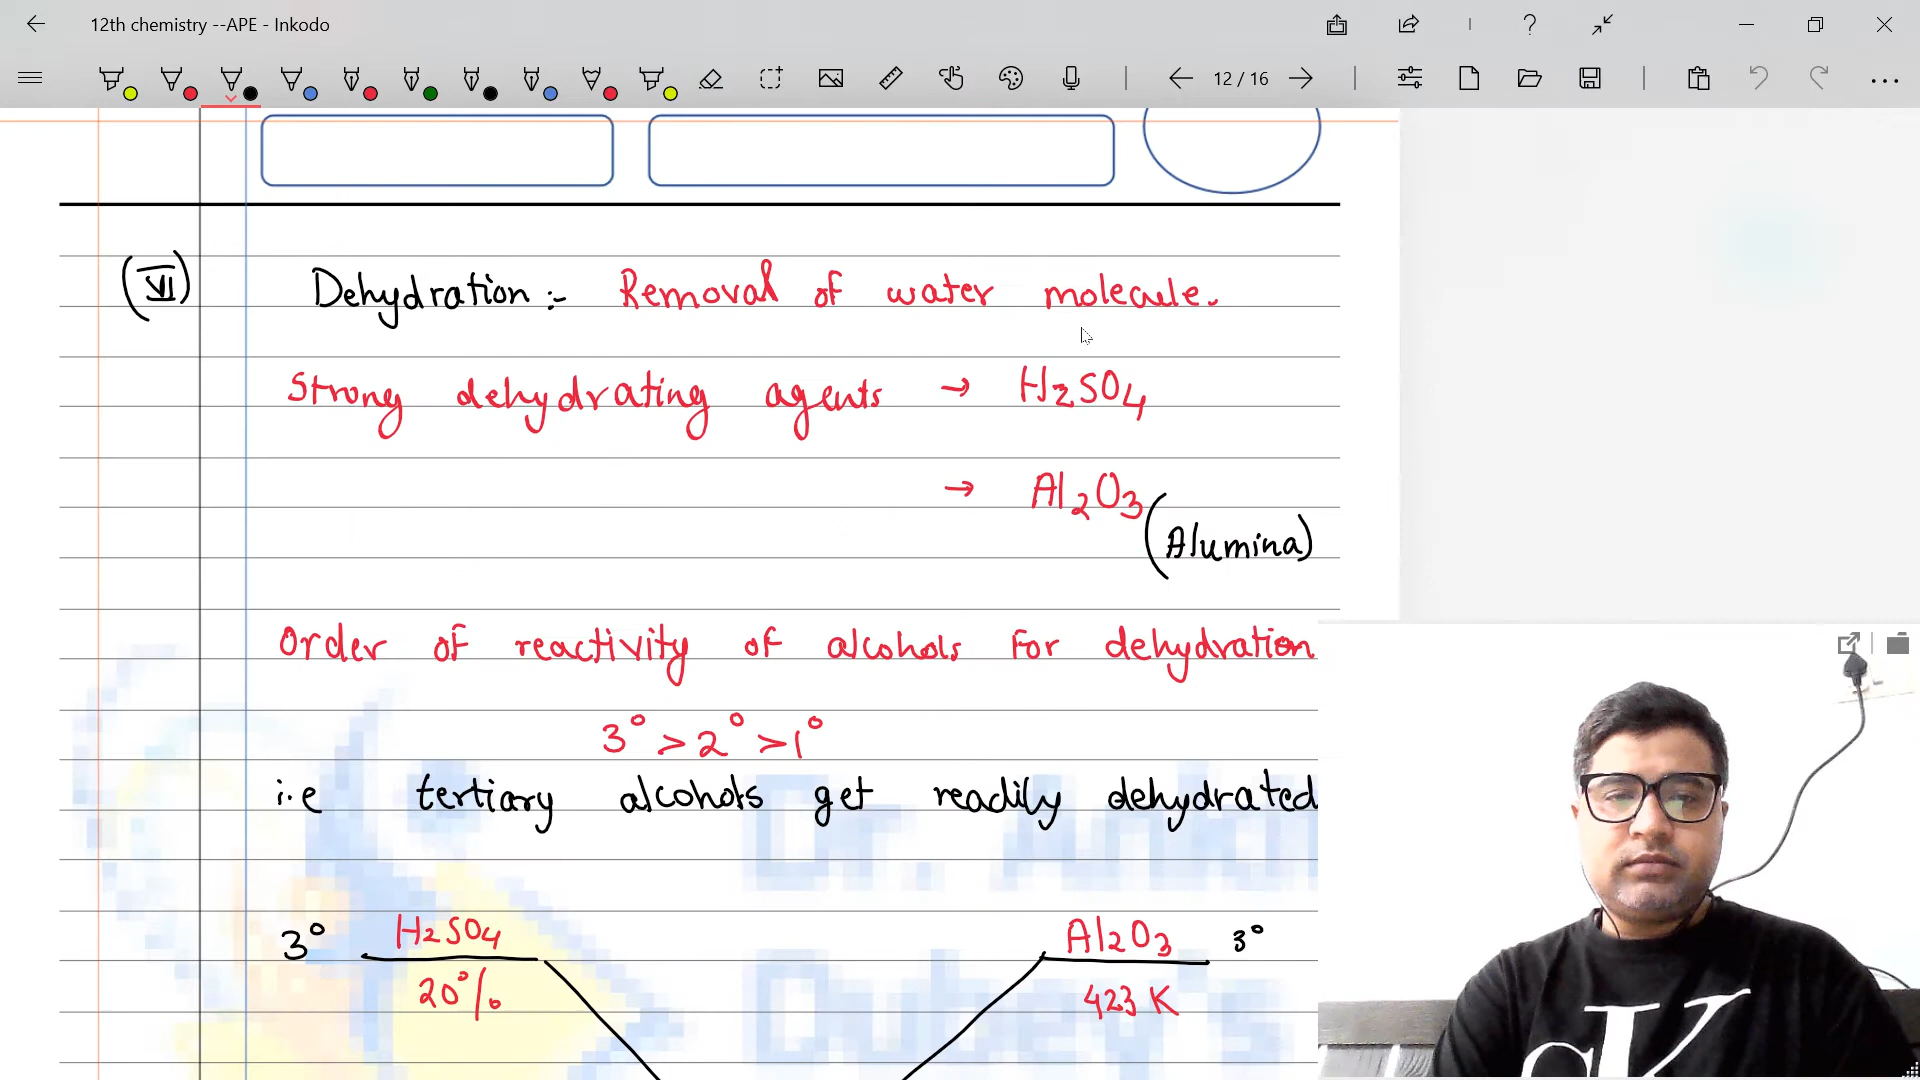 12th chemistry --APE - Inkodo
12 / 16
(VI) Dehydration :- Removal of water molecule.
Strong dehydrating agents → H2SO4
→ Al2O3
(Alumina)
Order of reactivity of alcohols for dehydration
3° > 2° > 1°
i.e tertiary alcohols get readily dehydrated
3° H2SO4 Al2O3 3°
20% 423 K
Dubey's
CK